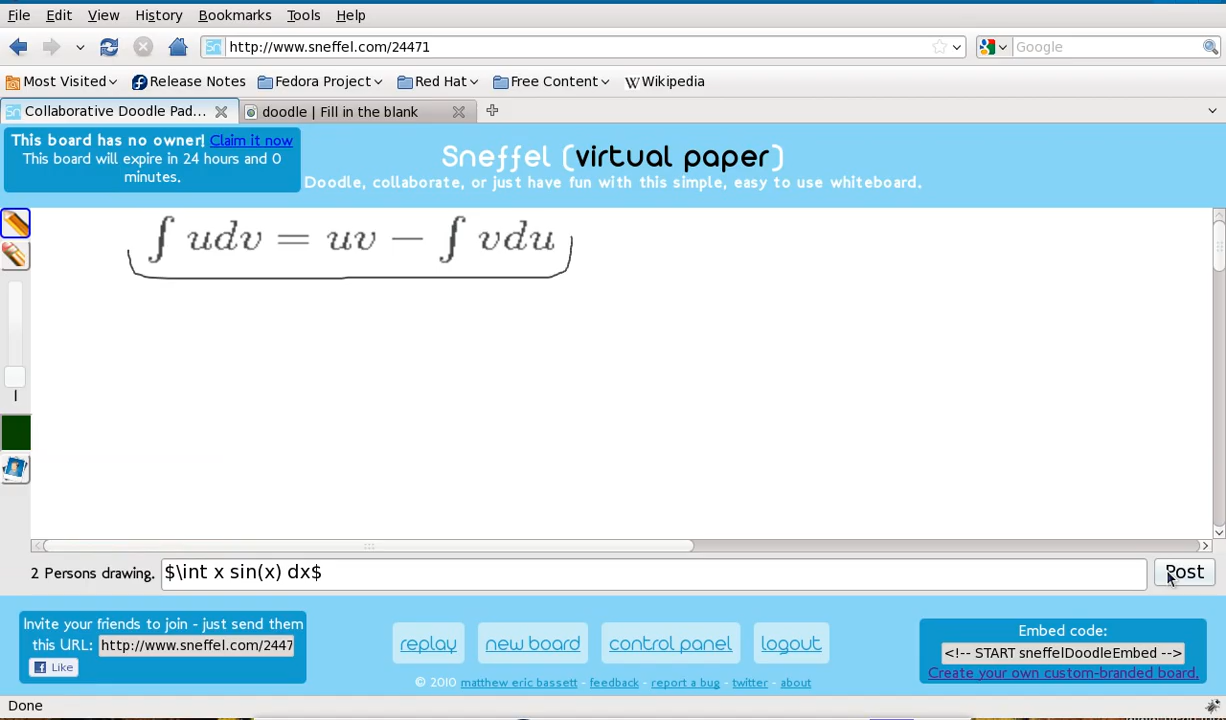 File Edit View History Bookmarks Tools Help
http://www.sneffel.com/24471 Google
Most Visited Release Notes Fedora Project Red Hat Free Content Wikipedia
Collaborative Doodle Pad... doodle | Fill in the blank
This board has no owner! Claim it now
This board will expire in 24 hours and 0
minutes.
Sneffel (virtual paper)
Doodle, collaborate, or just have fun with this simple, easy to use whiteboard.
∫ udv = uv − ∫ vdu
2 Persons drawing. $\int x sin(x) dx$ Post
Invite your friends to join - just send them
this URL: http://www.sneffel.com/2447
Like
replay new board control panel logout
© 2010 matthew eric bassett - feedback - report a bug - twitter - about
Embed code:
<!-- START sneffelDoodleEmbed -->
Create your own custom-branded board.
Done